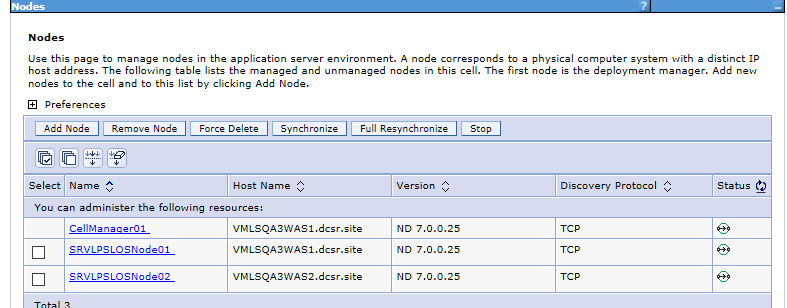 Nodes ? –
Nodes
Use this page to manage nodes in the application server environment. A node corresponds to a physical computer system with a distinct IP
host address. The following table lists the managed and unmanaged nodes in this cell. The first node is the deployment manager. Add new
nodes to the cell and to this list by clicking Add Node.
Preferences
Add Node Remove Node Force Delete Synchronize Full Resynchronize Stop
Select Name Host Name Version Discovery Protocol Status
You can administer the following resources:
CellManager01 VMLSQA3WAS1.dcsr.site ND 7.0.0.25 TCP
SRVLPSLOSNode01 VMLSQA3WAS1.dcsr.site ND 7.0.0.25 TCP
SRVLPSLOSNode02 VMLSQA3WAS2.dcsr.site ND 7.0.0.25 TCP
Total 3